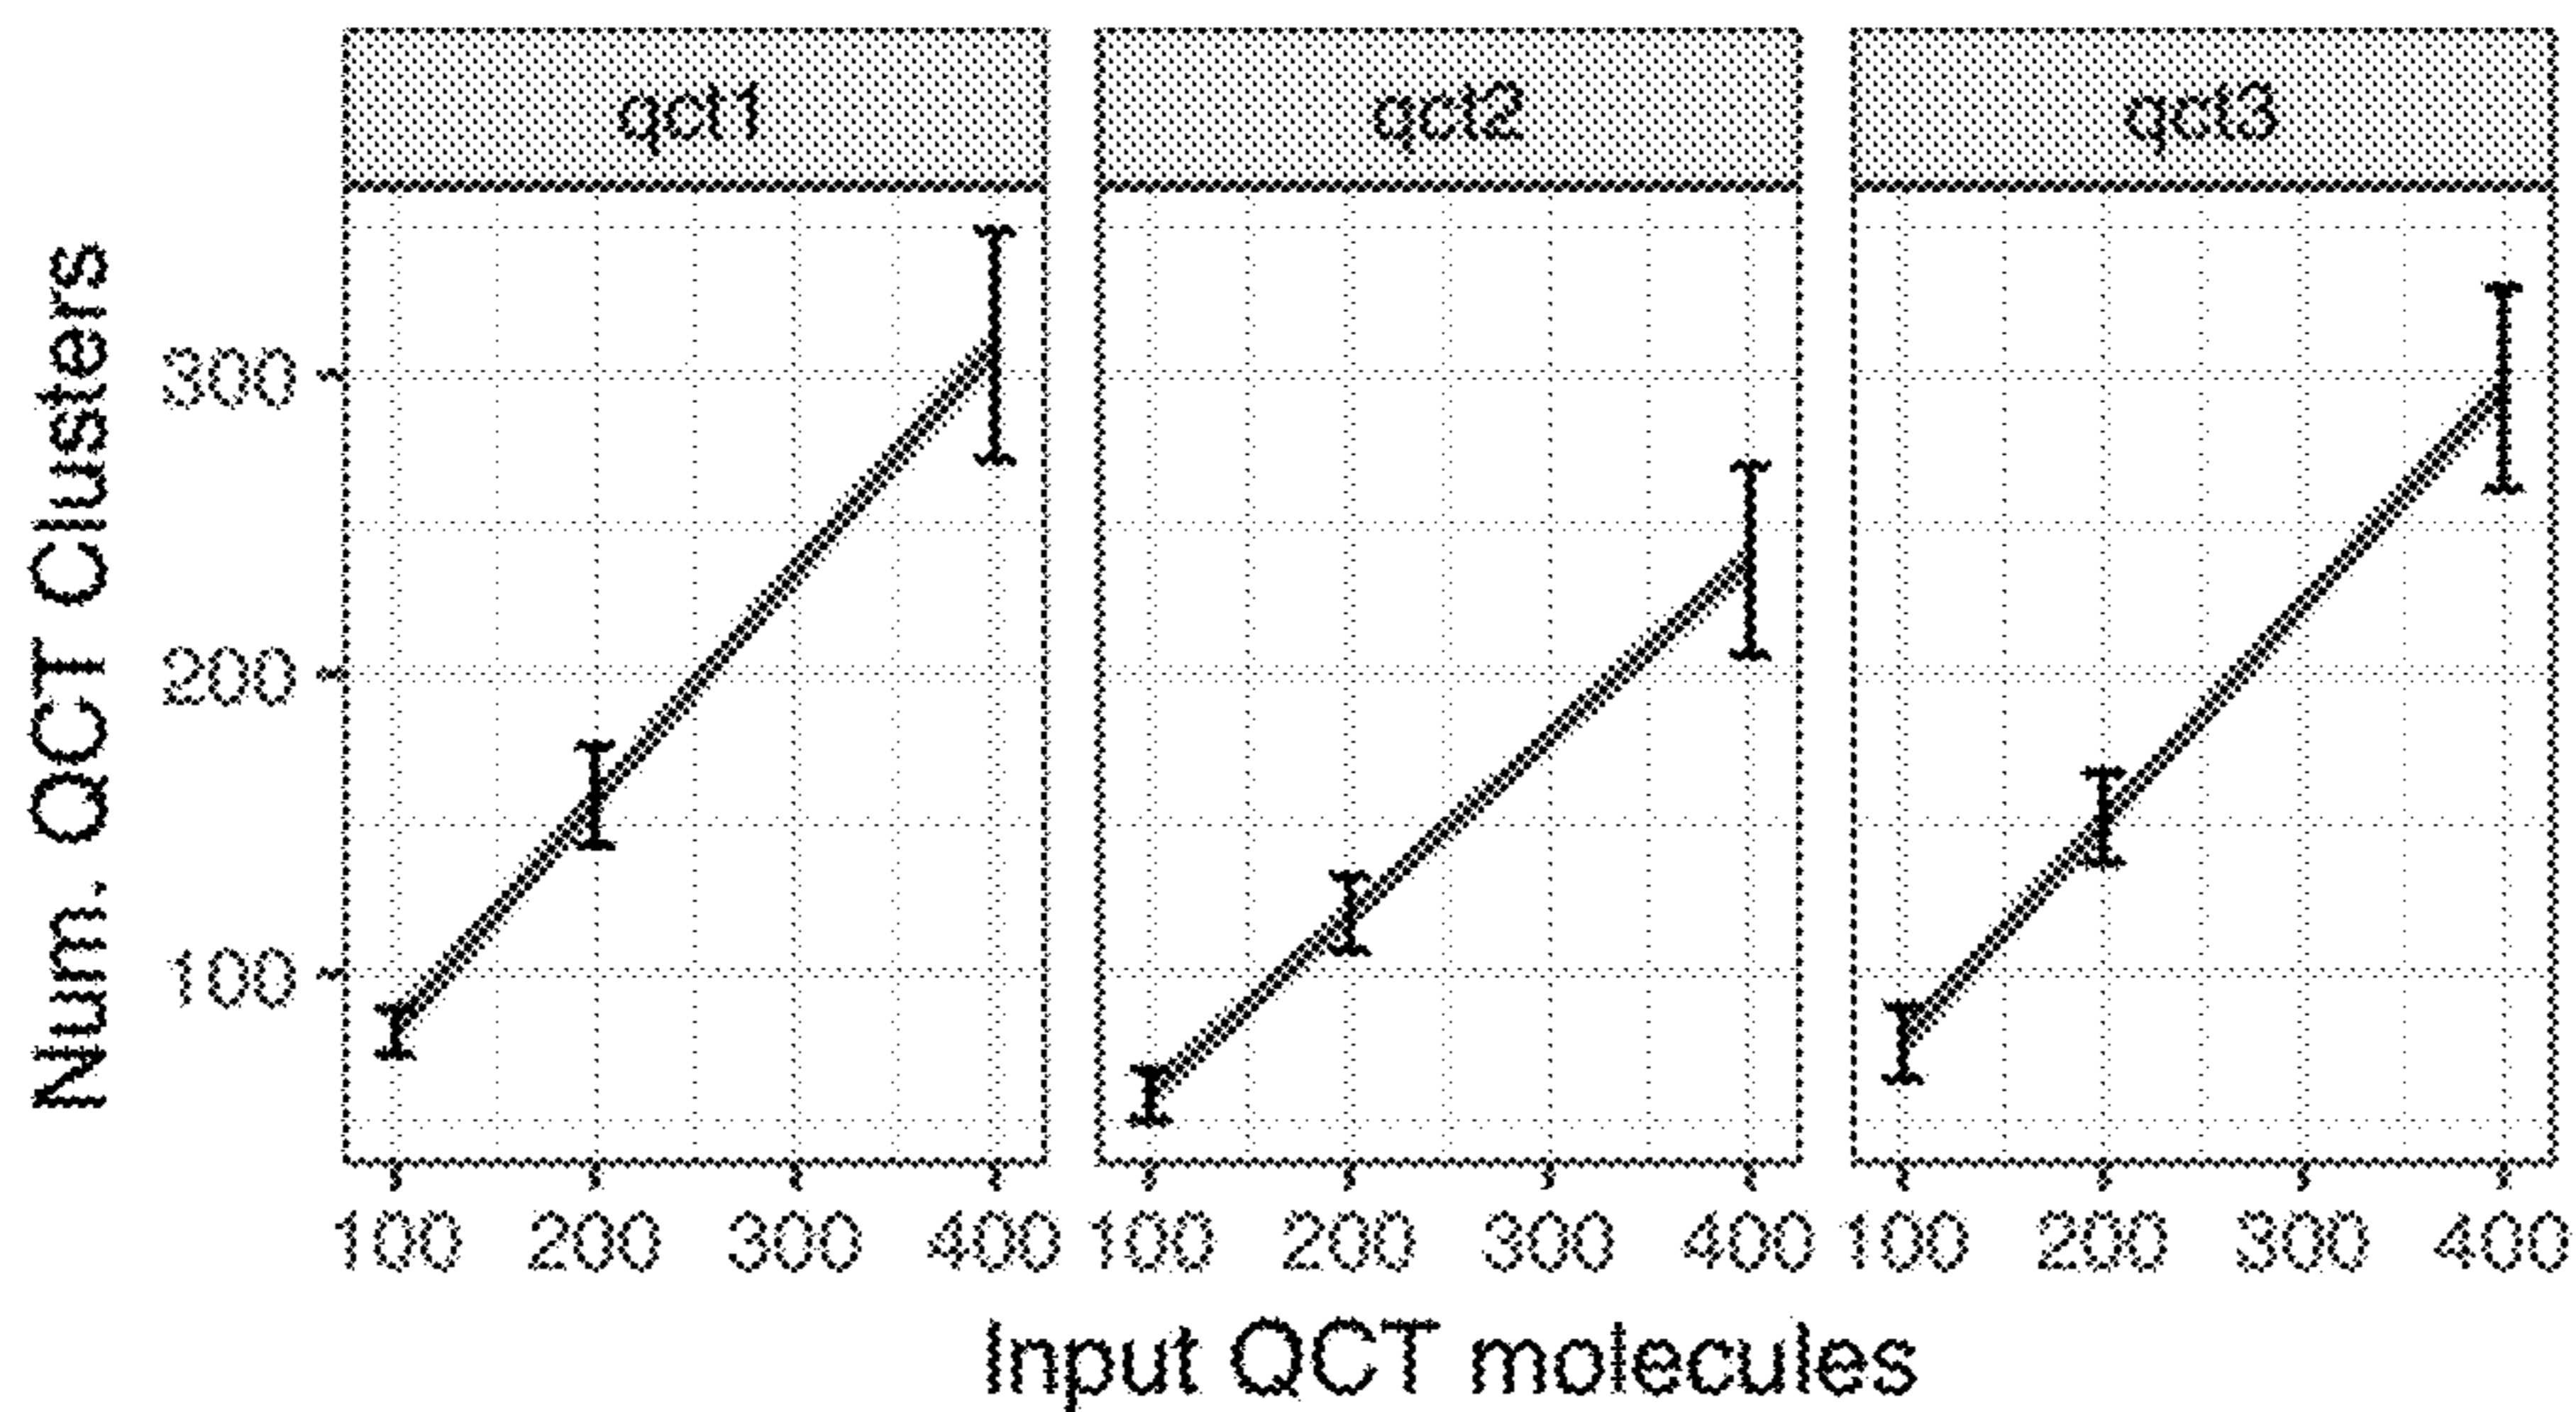 qct1 qct2 qct3
Num. QCT Clusters
300
200
100
100 200 300 400 100 200 300 400 100 200 300 400
Input QCT molecules